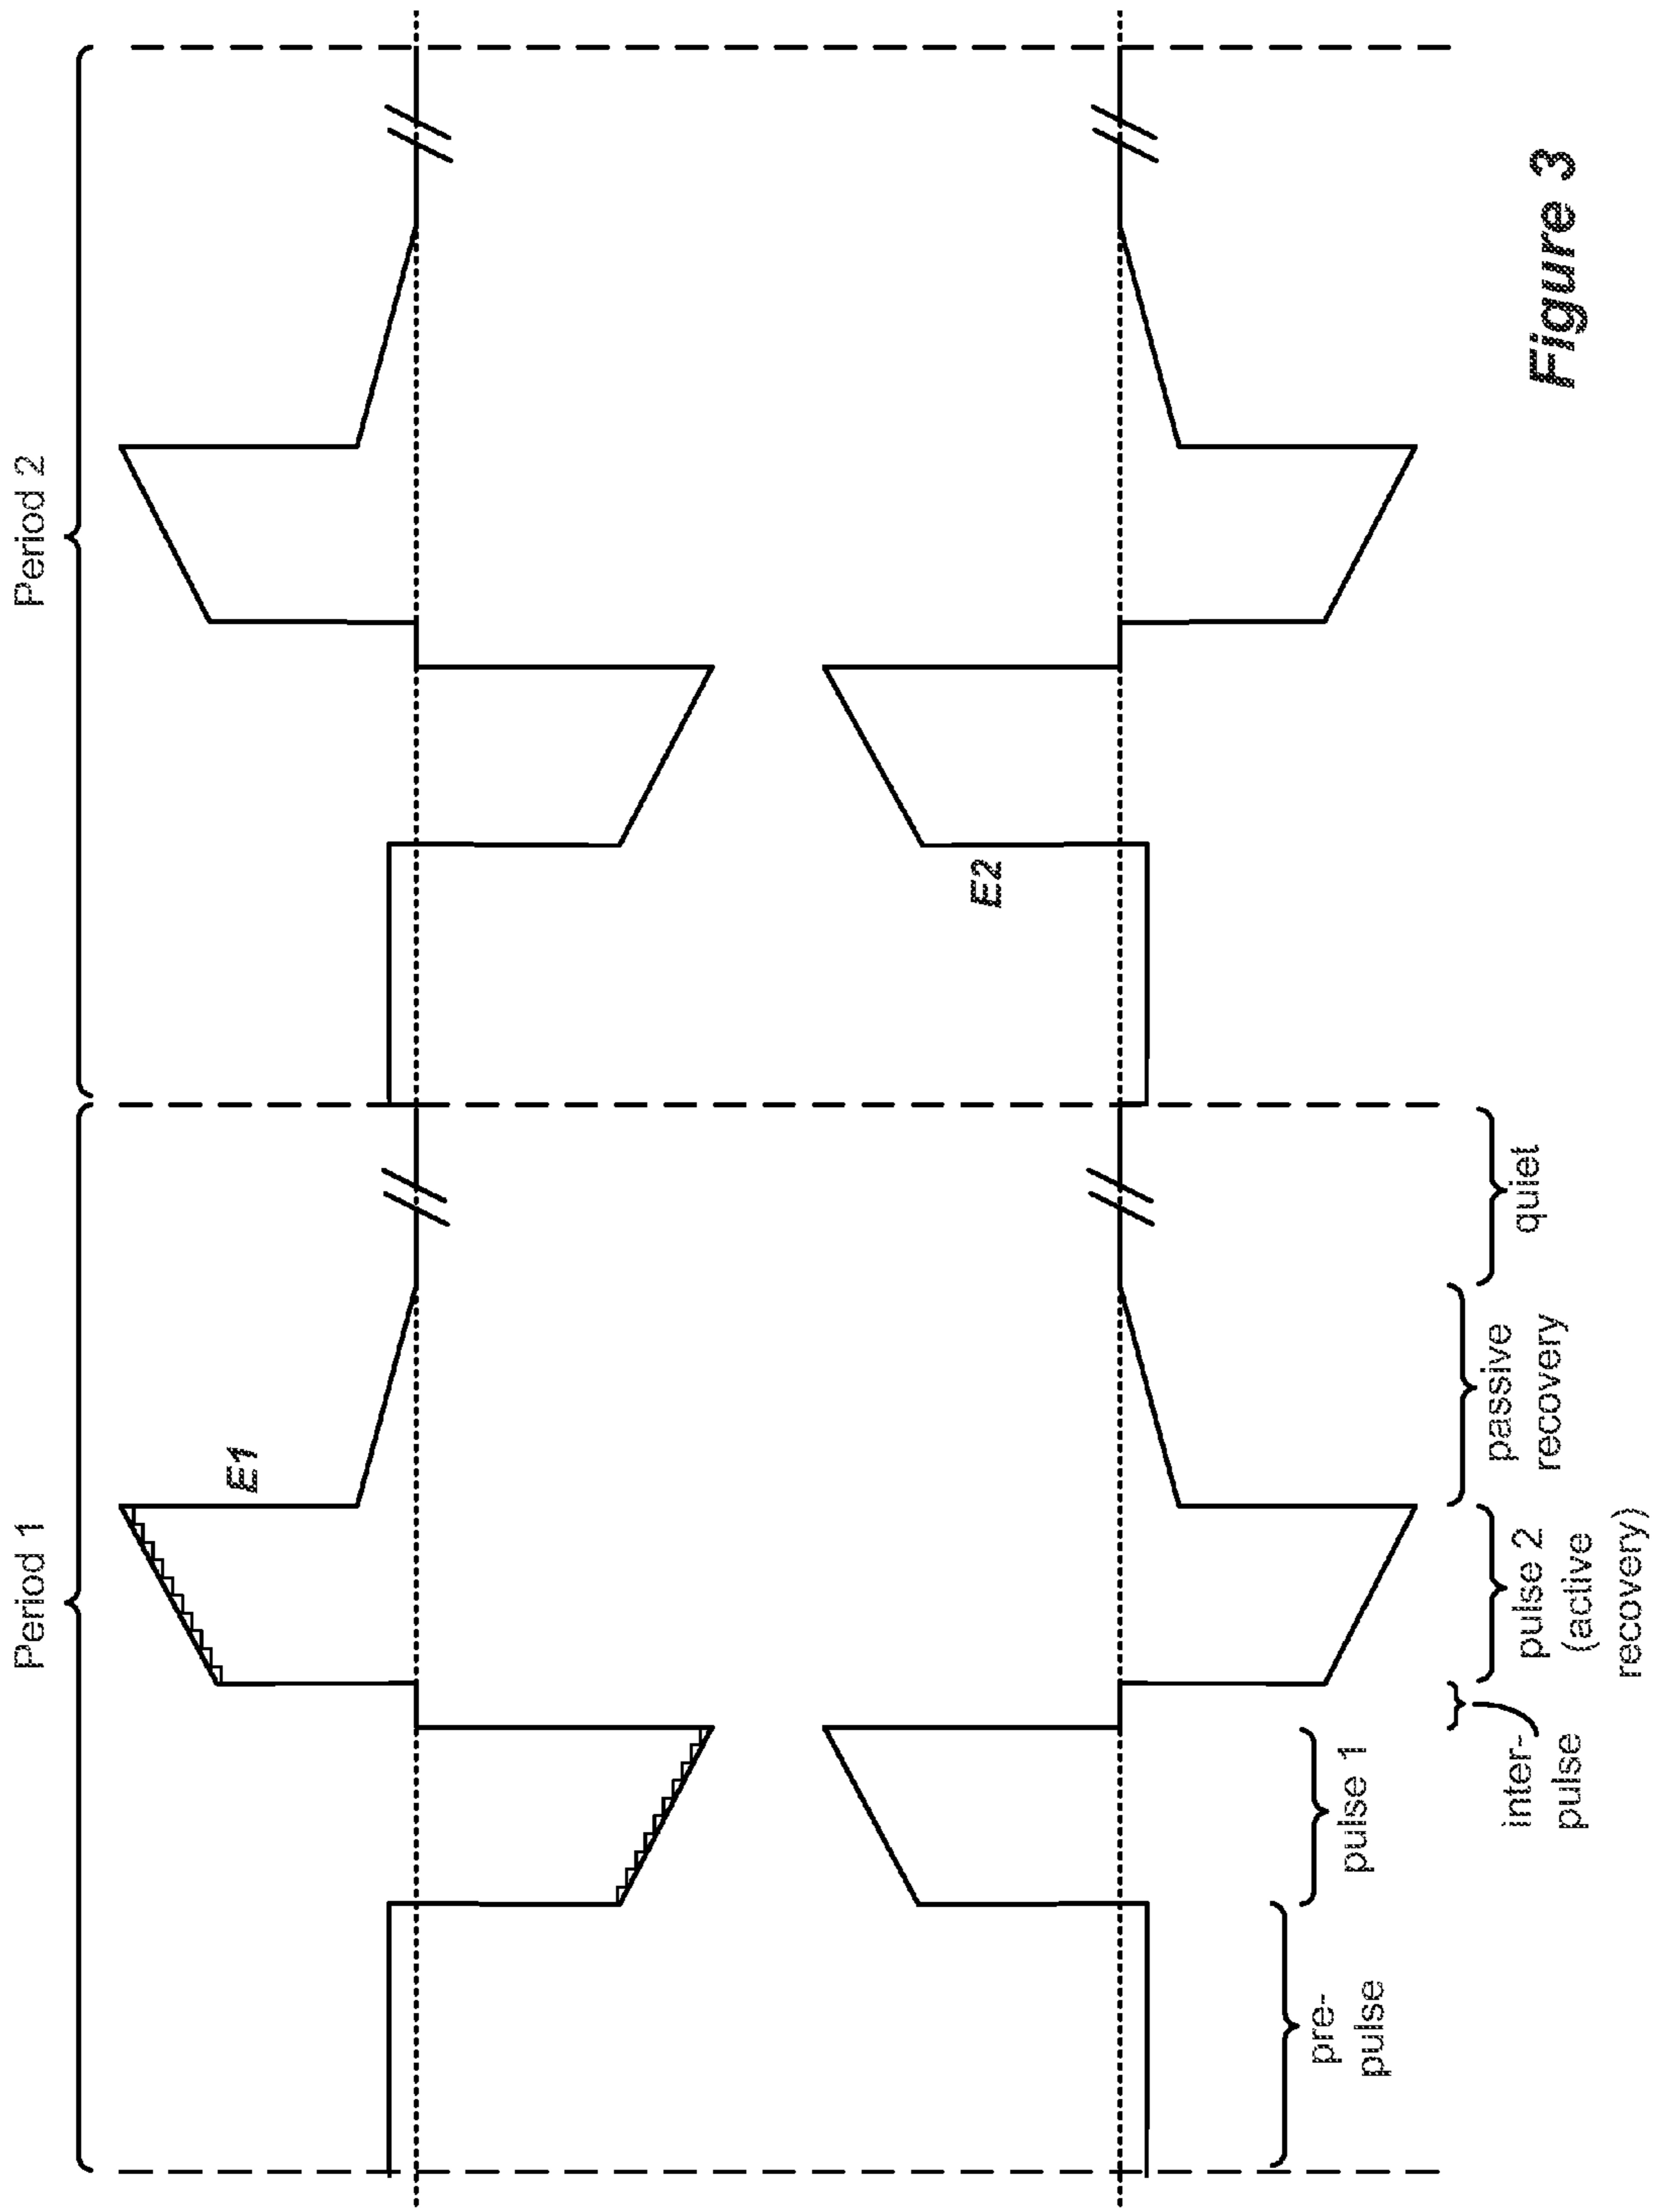 Period 1
Period 2
E1
E2
pre-
pulse
pulse 1
inter-
pulse
pulse 2
(active
recovery)
passive
recovery
quiet
Figure 3